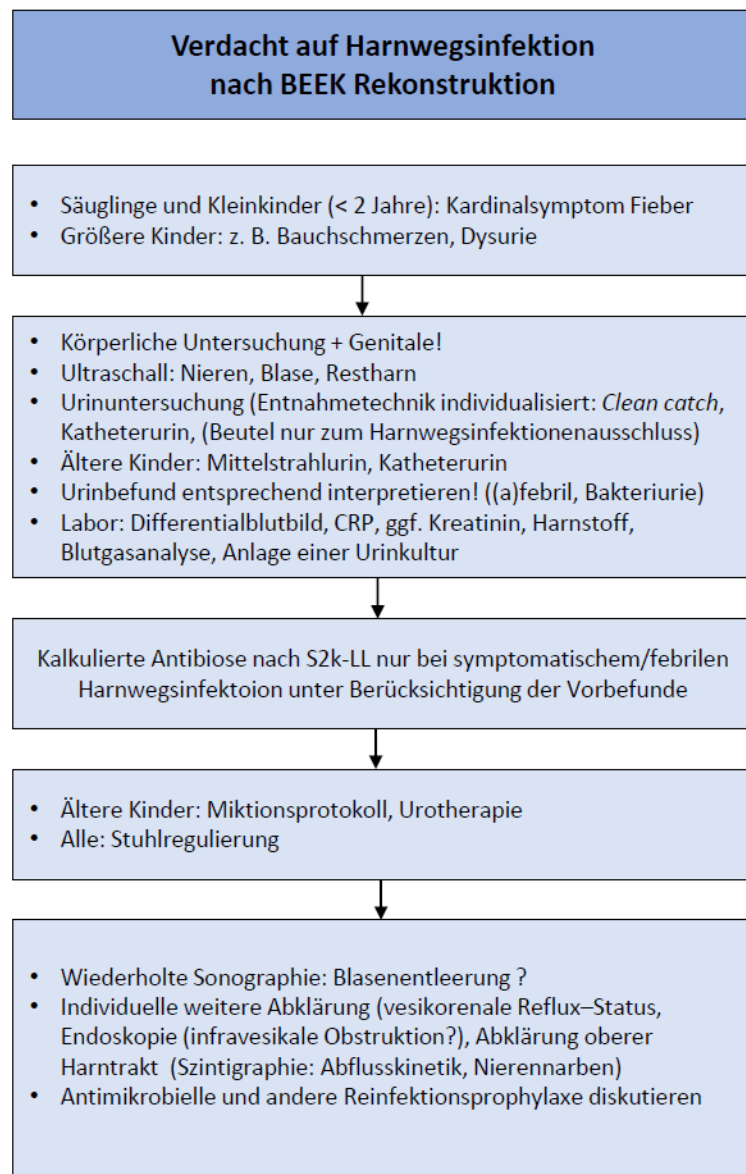 Verdacht auf Harnwegsinfektion
nach BEEK Rekonstruktion
• Säuglinge und Kleinkinder (< 2 Jahre): Kardinalsymptom Fieber
• Größere Kinder: z. B. Bauchschmerzen, Dysurie
• Körperliche Untersuchung + Genitale!
• Ultraschall: Nieren, Blase, Restharn
• Urinuntersuchung (Entnahmetechnik individualisiert: Clean catch,
Katheterurin, (Beutel nur zum Harnwegsinfektionenausschluss)
• Ältere Kinder: Mittelstrahlurin, Katheterurin
• Urinbefund entsprechend interpretieren! ((a)febril, Bakteriurie)
• Labor: Differentialblutbild, CRP, ggf. Kreatinin, Harnstoff,
Blutgasanalyse, Anlage einer Urinkultur
Kalkulierte Antibiose nach S2k-LL nur bei symptomatischem/febrilen
Harnwegsinfektoion unter Berücksichtigung der Vorbefunde
• Ältere Kinder: Miktionsprotokoll, Urotherapie
• Alle: Stuhlregulierung
• Wiederholte Sonographie: Blasenentleerung ?
• Individuelle weitere Abklärung (vesikorenale Reflux–Status,
Endoskopie (infravesikale Obstruktion?), Abklärung oberer
Harntrakt (Szintigraphie: Abflusskinetik, Nierennarben)
• Antimikrobielle und andere Reinfektionsprophylaxe diskutieren